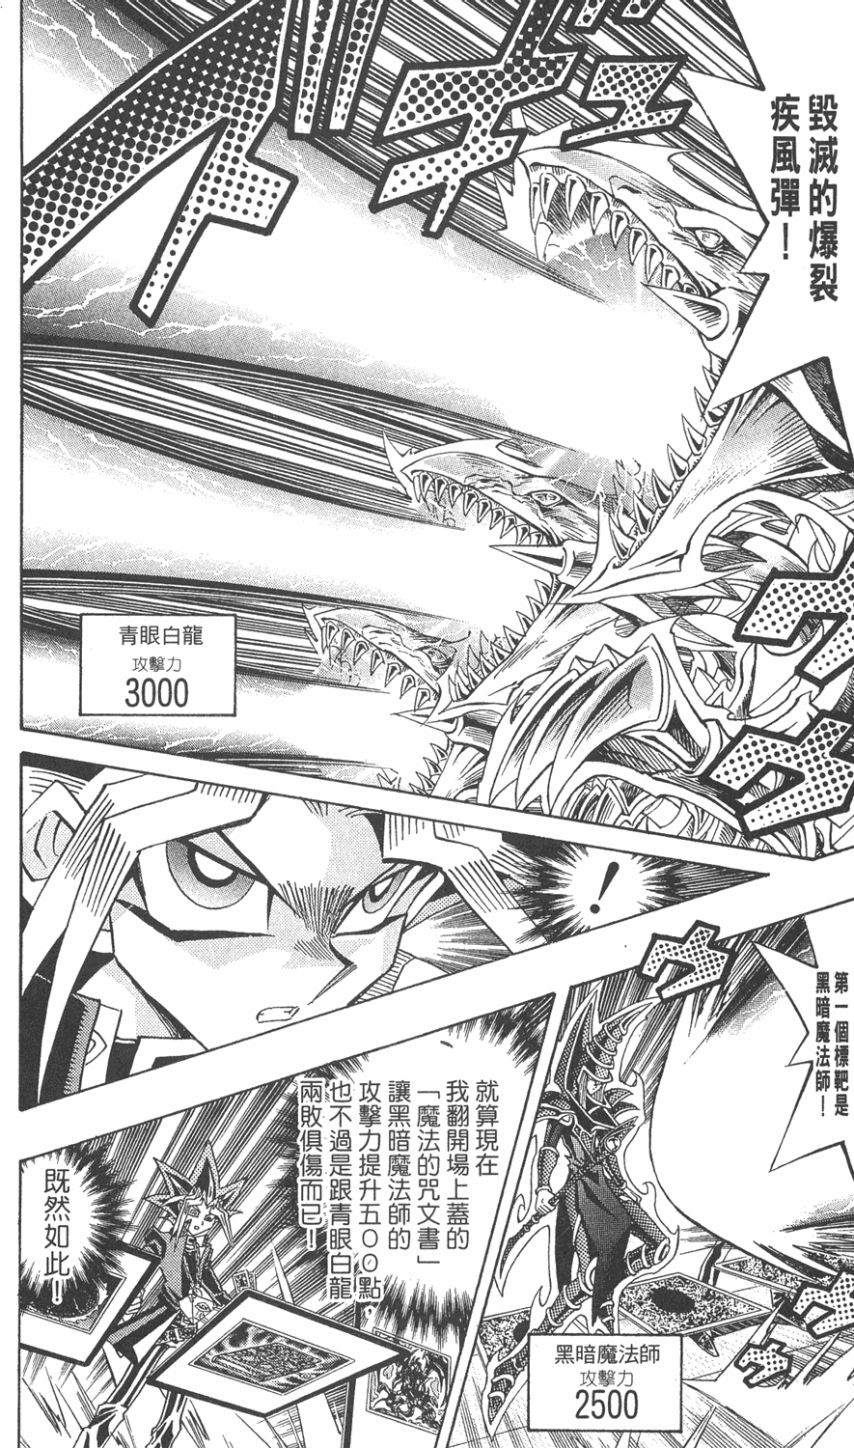 毀滅的爆裂
疾風彈！
青眼白龍
攻擊力
3000
！
第一個標靶是
黑暗魔法師！
黑暗魔法師
攻擊力
2500
就算現在
我翻開場上蓋的
「魔法的咒文書」
讓黑暗魔法師的
攻擊力提升五００點，
也不過是跟青眼白龍
兩敗俱傷而已！
既然如此！